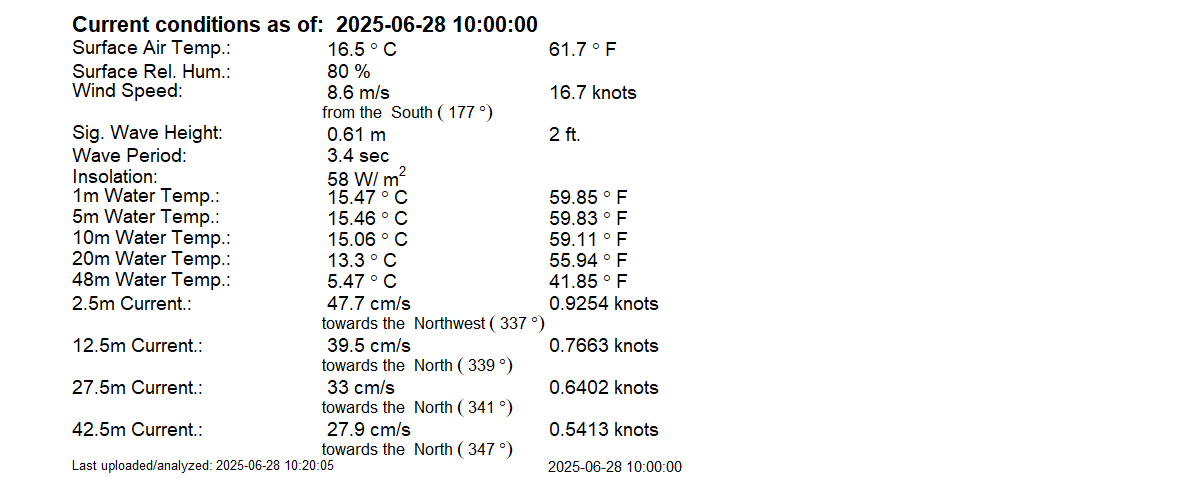 Current conditions as of: 2025-06-28 10:00:00
Surface Air Temp.: 16.5 ° C 61.7 ° F
Surface Rel. Hum.: 80 %
Wind Speed: 8.6 m/s 16.7 knots
from the South ( 177 °)
Sig. Wave Height: 0.61 m 2 ft.
Wave Period: 3.4 sec
Insolation: 58 W/ m²
1m Water Temp.: 15.47 ° C 59.85 ° F
5m Water Temp.: 15.46 ° C 59.83 ° F
10m Water Temp.: 15.06 ° C 59.11 ° F
20m Water Temp.: 13.3 ° C 55.94 ° F
48m Water Temp.: 5.47 ° C 41.85 ° F
2.5m Current.: 47.7 cm/s 0.9254 knots
towards the Northwest ( 337 °)
12.5m Current.: 39.5 cm/s 0.7663 knots
towards the North ( 339 °)
27.5m Current.: 33 cm/s 0.6402 knots
towards the North ( 341 °)
42.5m Current.: 27.9 cm/s 0.5413 knots
towards the North ( 347 °)
Last uploaded/analyzed: 2025-06-28 10:20:05 2025-06-28 10:00:00